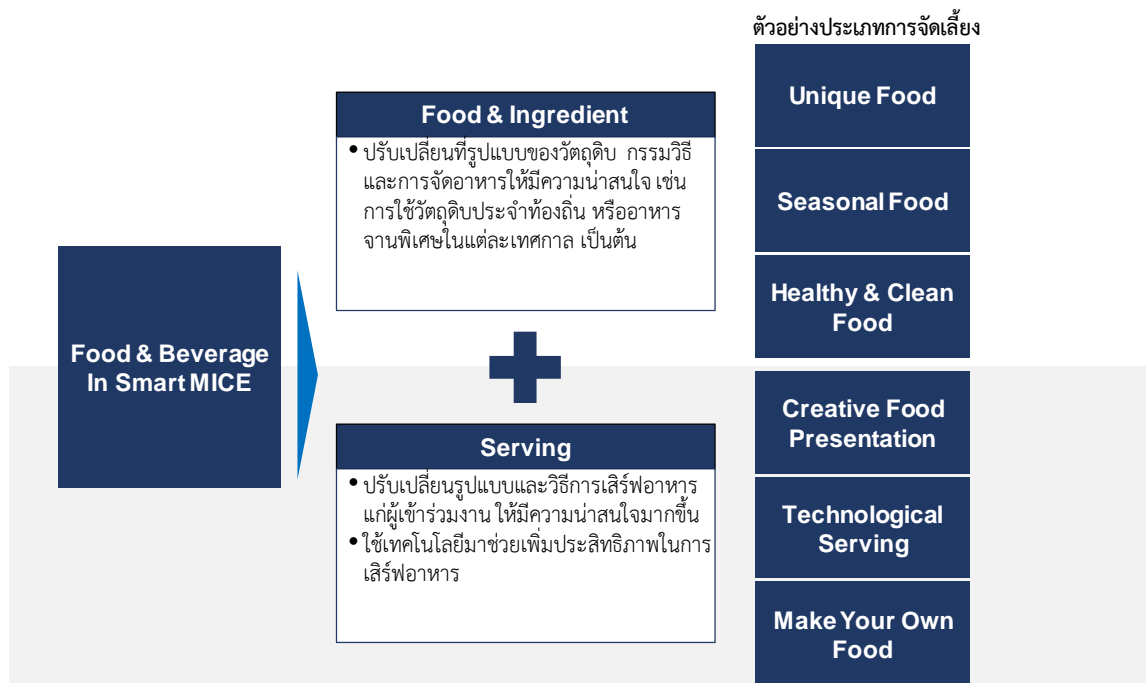 ตัวอย่างประเภทการจัดเลี้ยง
Food & Beverage
In Smart MICE
Food & Ingredient
• ปรับเปลี่ยนที่รูปแบบของวัตถุดิบ กรรมวิธี
และการจัดอาหารให้มีความน่าสนใจ เช่น
การใช้วัตถุดิบประจำท้องถิ่น หรืออาหาร
จานพิเศษในแต่ละเทศกาล เป็นต้น
Serving
• ปรับเปลี่ยนรูปแบบและวิธีการเสิร์ฟอาหาร
แก่ผู้เข้าร่วมงาน ให้มีความน่าสนใจมากขึ้น
• ใช้เทคโนโลยีมาช่วยเพิ่มประสิทธิภาพในการ
เสิร์ฟอาหาร
Unique Food
Seasonal Food
Healthy & Clean
Food
Creative Food
Presentation
Technological
Serving
Make Your Own
Food